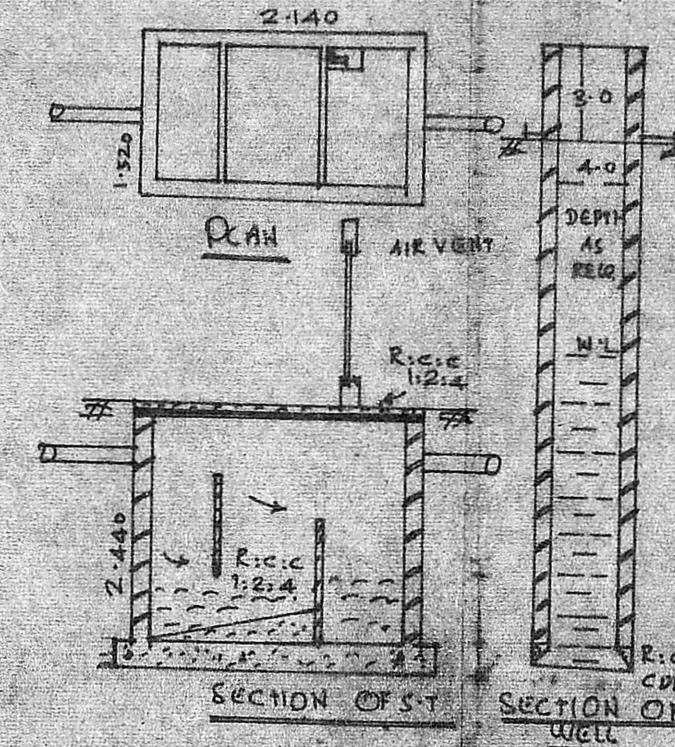 2.140
1.520
PLAN
AIR VENT
R:C:C
1:2:4
2.440
R:C:C
1:2:4
SECTION OF S.T
3.0
4.0
DEPTH
AS
REQ
W.L
SECTION OF
WELL